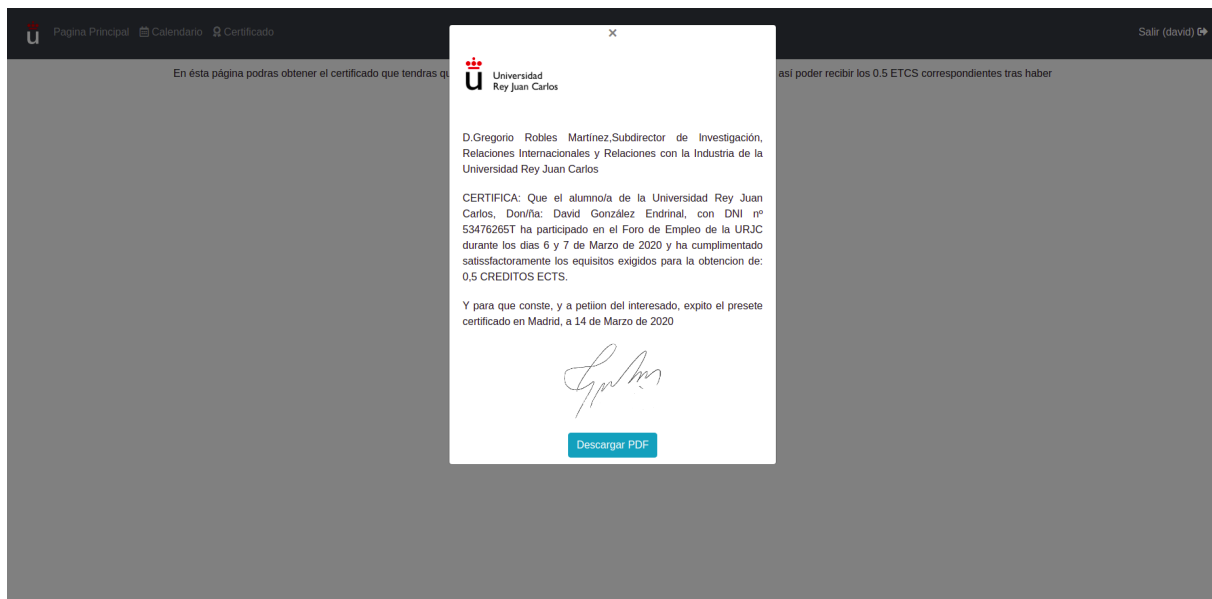 ü Pagina Principal Calendario Certificado
Salir (david)
En ésta página podras obtener el certificado que tendras
así poder recibir los 0.5 ETCS correspondientes tras haber
×
ü Universidad
Rey Juan Carlos
D.Gregorio Robles Martínez,Subdirector de Investigación,
Relaciones Internacionales y Relaciones con la Industria de la
Universidad Rey Juan Carlos
CERTIFICA: Que el alumno/a de la Universidad Rey Juan
Carlos, Don/ña: David González Endrinal, con DNI nº
53476265T ha participado en el Foro de Empleo de la URJC
durante los dias 6 y 7 de Marzo de 2020 y ha cumplimentado
satissfactoramente los equisitos exigidos para la obtencion de:
0,5 CREDITOS ECTS.
Y para que conste, y a petiion del interesado, expito el presete
certificado en Madrid, a 14 de Marzo de 2020
Descargar PDF